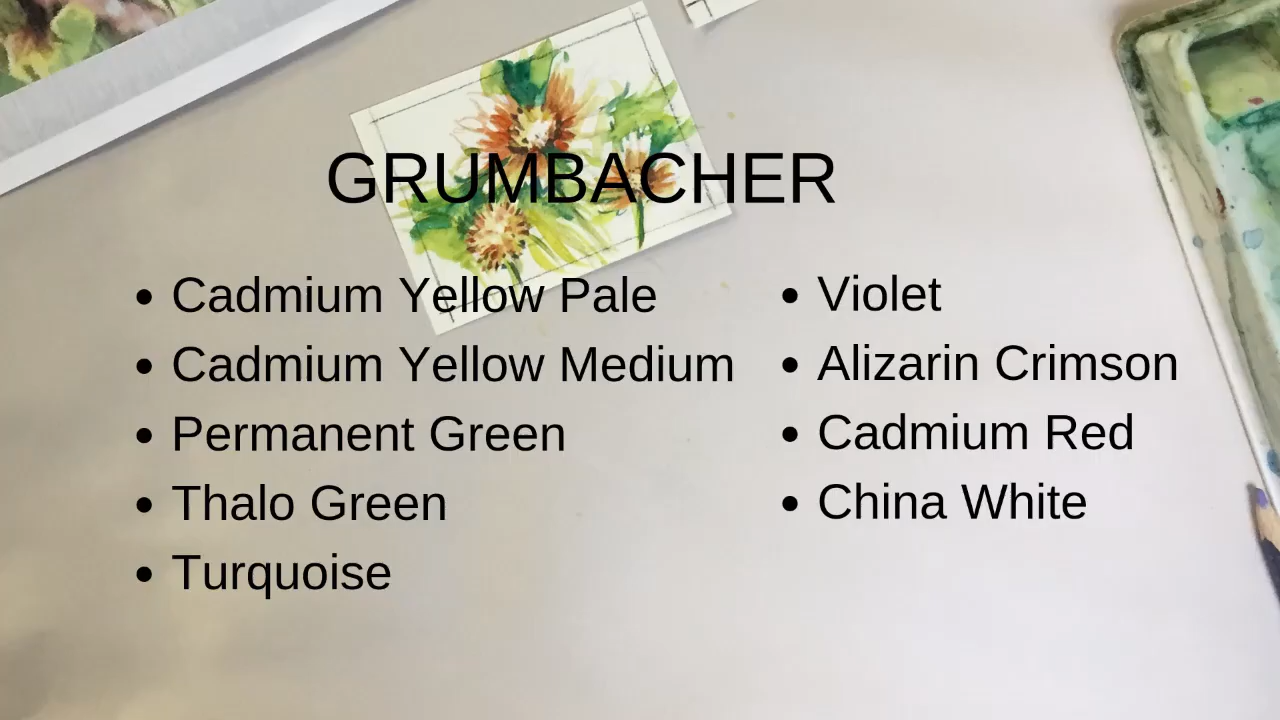 GRUMBACHER
• Cadmium Yellow Pale
• Cadmium Yellow Medium
• Permanent Green
• Thalo Green
• Turquoise
• Violet
• Alizarin Crimson
• Cadmium Red
• China White